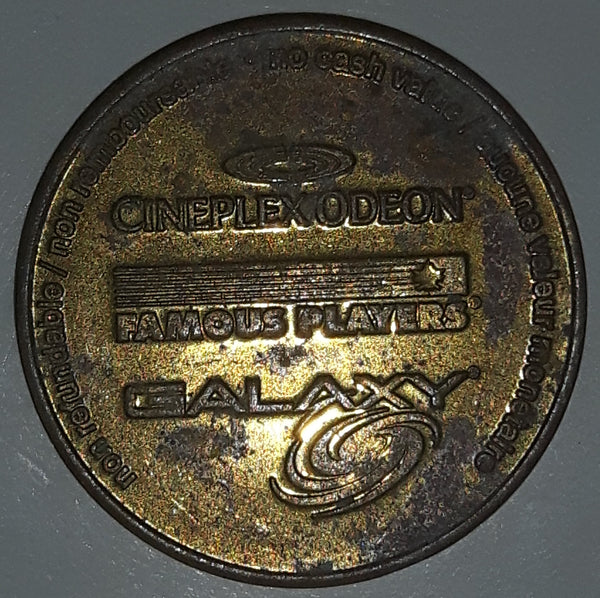 non refundable / non remboursable
no cash value / aucune valeur monétaire
CINEPLEX ODEON®
FAMOUS PLAYERS®
GALAXY®